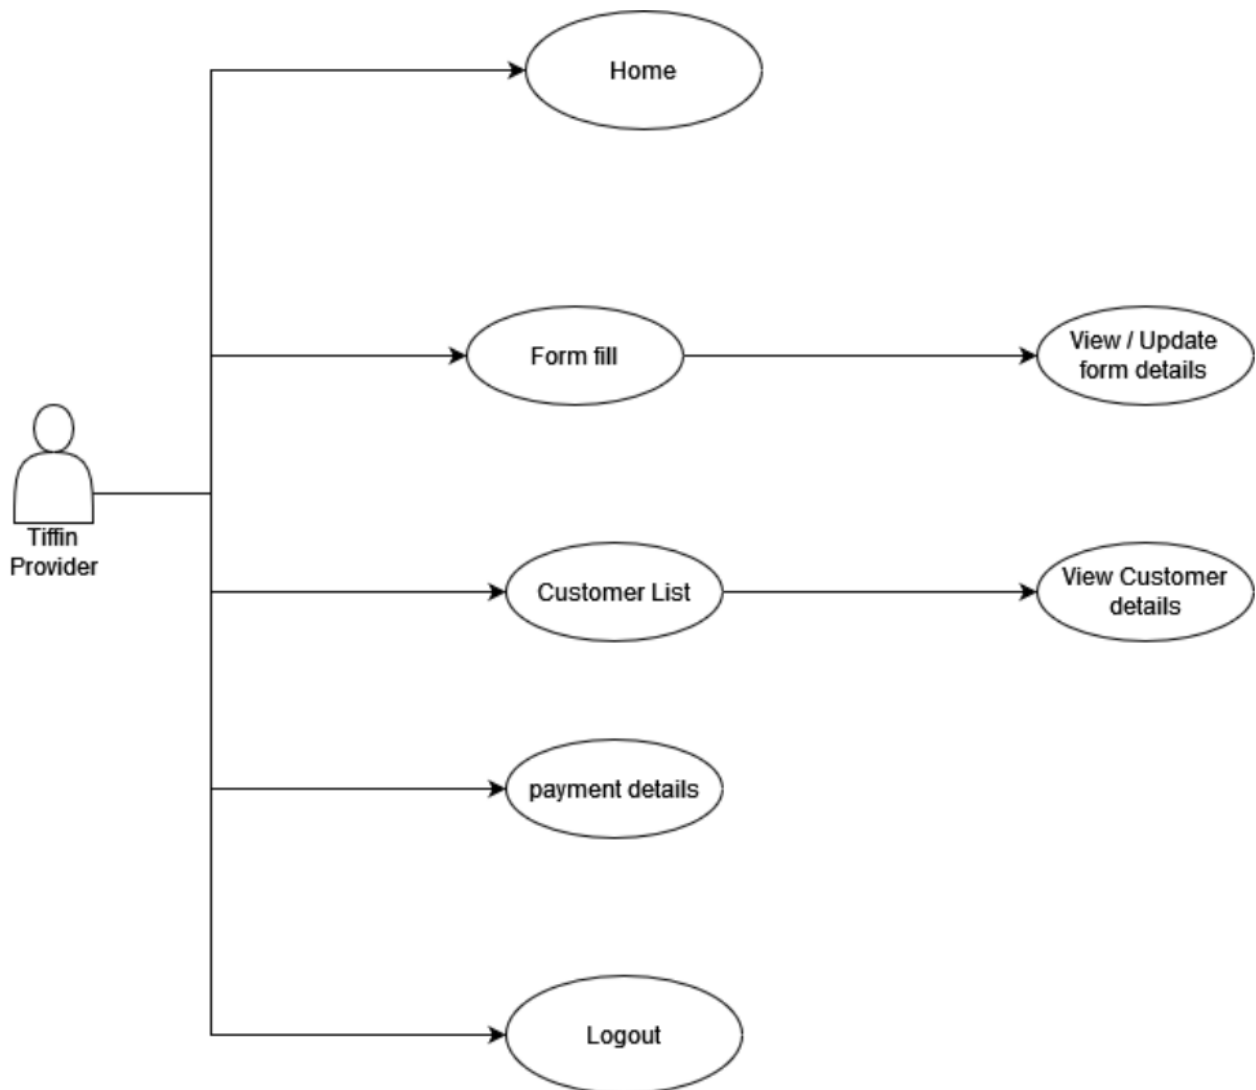 Home
Form fill
View / Update
form details
Tiffin
Provider
Customer List
View Customer
details
payment details
Logout